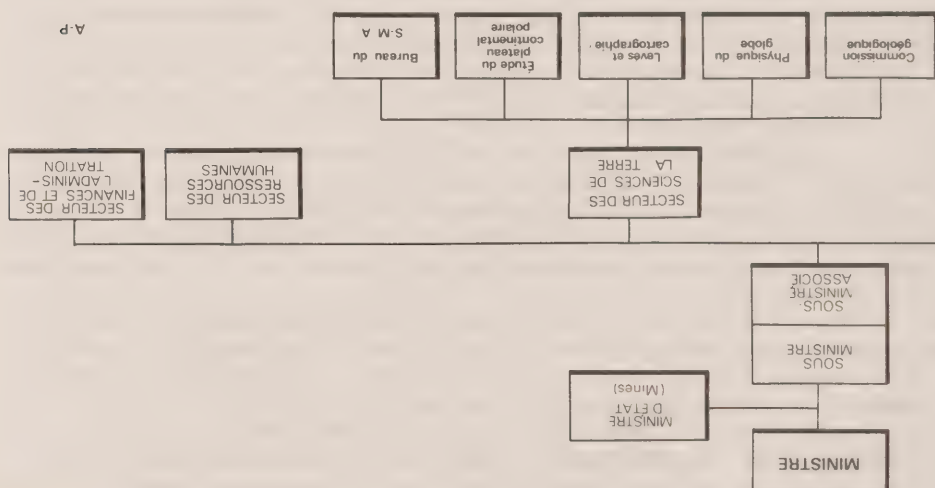 MINISTRE
MINISTRE
D'ÉTAT
(Mines)
SOUS
MINISTRE
SOUS-
MINISTRE
ASSOCIÉ
SECTEUR DES
SCIENCES DE
LA TERRE
SECTEUR DES
RESSOURCES
HUMAINES
SECTEUR DES
FINANCES ET DE
L'ADMINIS-
TRATION
Commission
géologique
Physique du
globe
Levés et
cartographie
Étude du
plateau
continental
polaire
Bureau du
S-M A
A-P